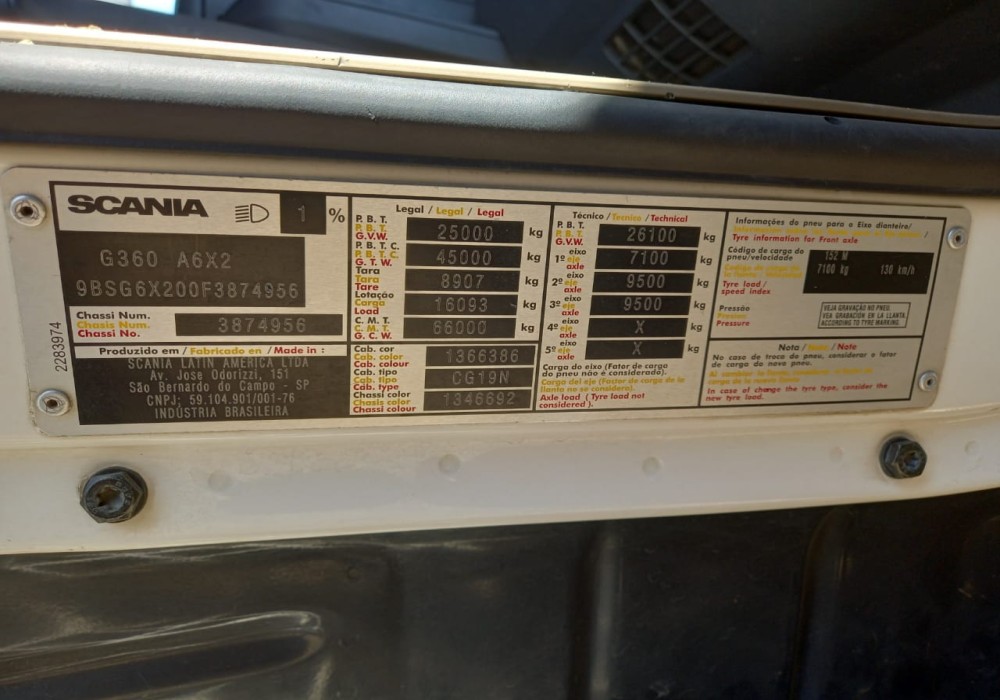 SCANIA 1 %
G360 A6X2
9BSG6X200F3874956
Chassi Num.
Chasis Num.
Chassi No.
3874956
2283974
Produzido em / Fabricado en / Made in :
SCANIA LATIN AMERICA LTDA
Av. José Odorizzi, 151
São Bernardo do Campo - SP
CNPJ: 59.104.901/001-76
INDÚSTRIA BRASILEIRA
Legal / Legal / Legal
P. B. T.
P. B. T.
G.V.W.
25000 kg
P. B. T. C.
P. B. T. C.
G. T. W.
45000 kg
Tara
Tara
Tare
8907 kg
Lotação
Carga
Load
16093 kg
C. M. T.
C. M. T.
G. C. W.
66000 kg
Cab. cor
Cab. color
Cab. colour
1366386
Cab. tipo
Cab. tipo
Cab. type
CG19N
Chassi color
Chasis color
Chassi colour
1346692
Técnico / Tecnico / Technical
P. B. T.
P. B. T.
G.V.W.
26100 kg
1º eixo
eje
axle
7100 kg
2º eixo
eje
axle
9500 kg
3º eixo
eje
axle
9500 kg
4º eixo
eje
axle
X kg
5º eixo
eje
axle
X kg
Carga do eixo (Fator de carga
do pneu não é considerado).
Carga del eje (Factor de carga de la
llanta no se considera).
Axle load ( Tyre load not
considered ).
Informações do pneu para o Eixo dianteiro/
Tyre information for Front axle
Código de carga do
pneu/velocidade
Tyre load /
speed index
152 M
7100 kg 130 km/h
Pressão
Presion
Pressure
VEJA GRAVAÇÃO NO PNEU.
VEA GRABACIÓN EN LA LLANTA.
ACCORDING TO TYRE MARKING.
Nota / Nota / Note
No caso de troca do pneu, considerar o fator
de carga do novo pneu.
In case of change the tyre type, consider the
new tyre load.